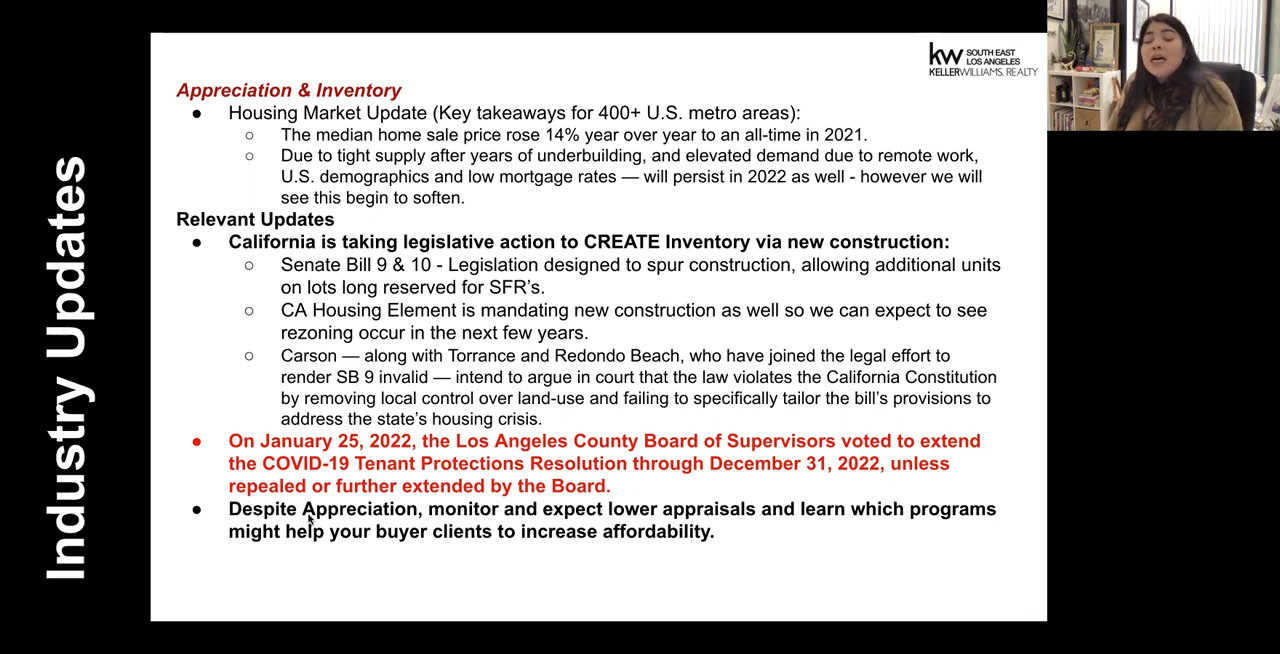 Industry Updates
kw SOUTH EAST
LOS ANGELES
KELLERWILLIAMS. REALTY
Appreciation & Inventory
● Housing Market Update (Key takeaways for 400+ U.S. metro areas):
○ The median home sale price rose 14% year over year to an all-time in 2021.
○ Due to tight supply after years of underbuilding, and elevated demand due to remote work,
U.S. demographics and low mortgage rates — will persist in 2022 as well - however we will
see this begin to soften.
Relevant Updates
● California is taking legislative action to CREATE Inventory via new construction:
○ Senate Bill 9 & 10 - Legislation designed to spur construction, allowing additional units
on lots long reserved for SFR’s.
○ CA Housing Element is mandating new construction as well so we can expect to see
rezoning occur in the next few years.
○ Carson — along with Torrance and Redondo Beach, who have joined the legal effort to
render SB 9 invalid — intend to argue in court that the law violates the California Constitution
by removing local control over land-use and failing to specifically tailor the bill’s provisions to
address the state’s housing crisis.
● On January 25, 2022, the Los Angeles County Board of Supervisors voted to extend
the COVID-19 Tenant Protections Resolution through December 31, 2022, unless
repealed or further extended by the Board.
● Despite Appreciation, monitor and expect lower appraisals and learn which programs
might help your buyer clients to increase affordability.